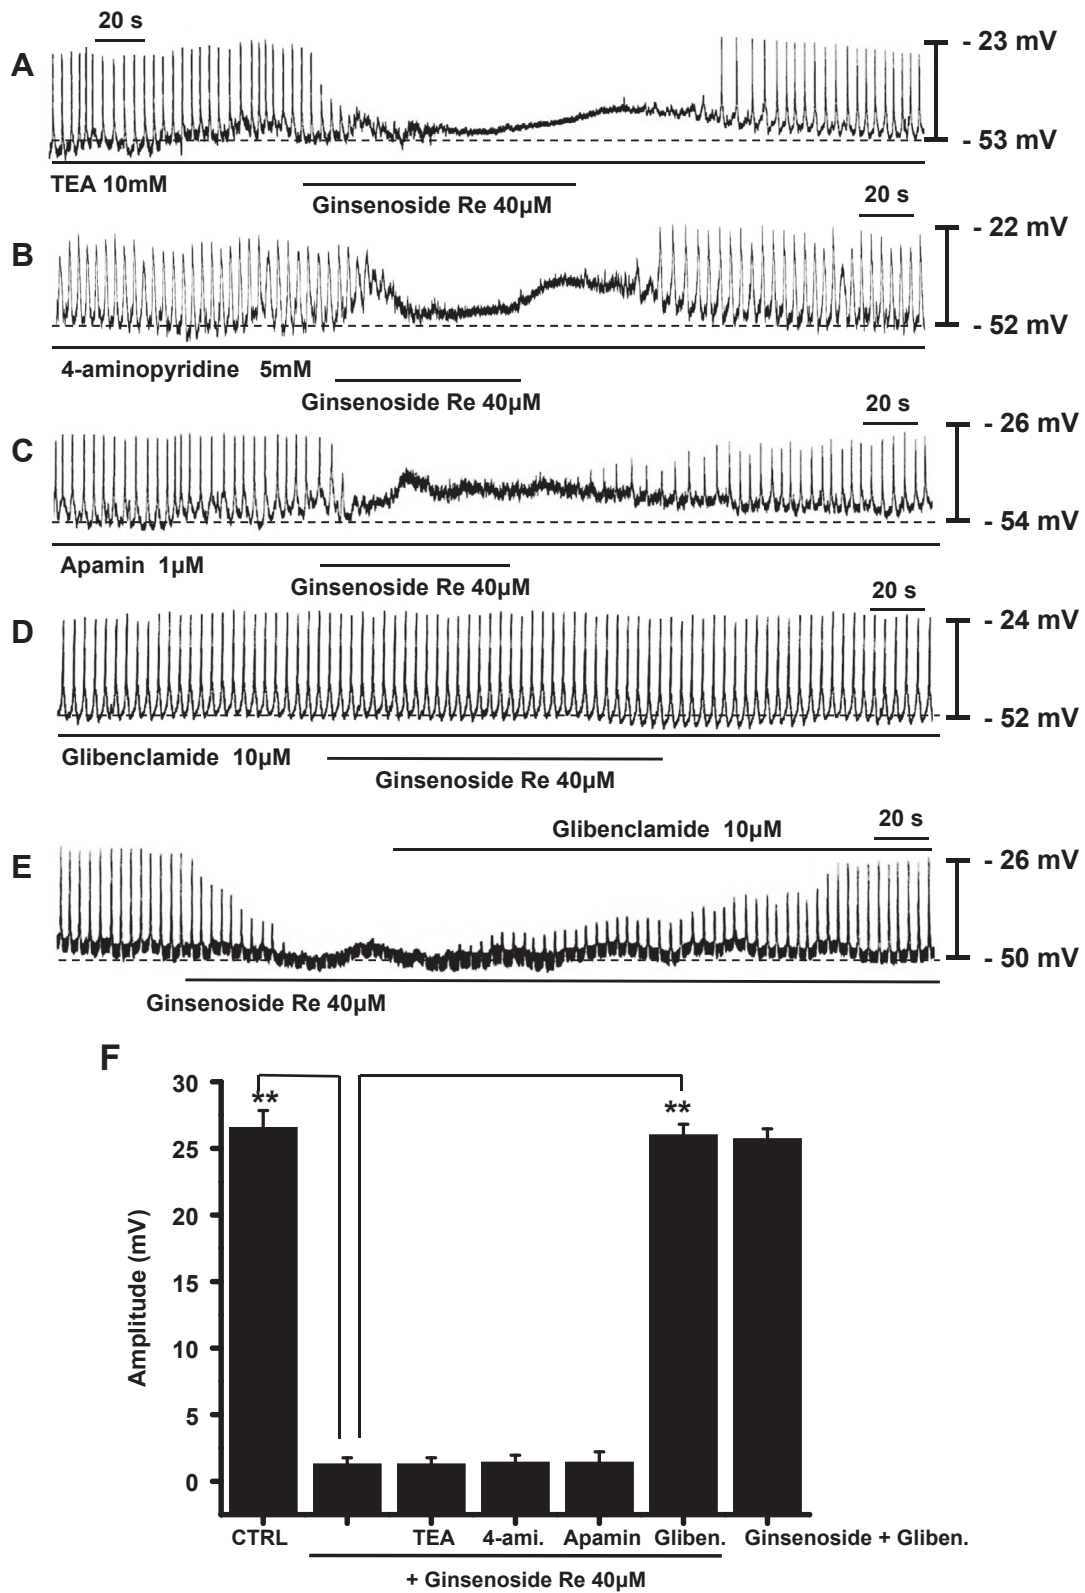 20 s
A
- 23 mV
- 53 mV
TEA 10mM
Ginsenoside Re 40µM
20 s
B
- 22 mV
- 52 mV
4-aminopyridine 5mM
Ginsenoside Re 40µM
20 s
C
- 26 mV
- 54 mV
Apamin 1µM
Ginsenoside Re 40µM
20 s
D
- 24 mV
- 52 mV
Glibenclamide 10µM
Ginsenoside Re 40µM
20 s
Glibenclamide 10µM
E
- 26 mV
- 50 mV
Ginsenoside Re 40µM
F
Amplitude (mV)
30
25
20
15
10
5
0
**
**
CTRL TEA 4-ami. Apamin Gliben. Ginsenoside + Gliben.
+ Ginsenoside Re 40µM